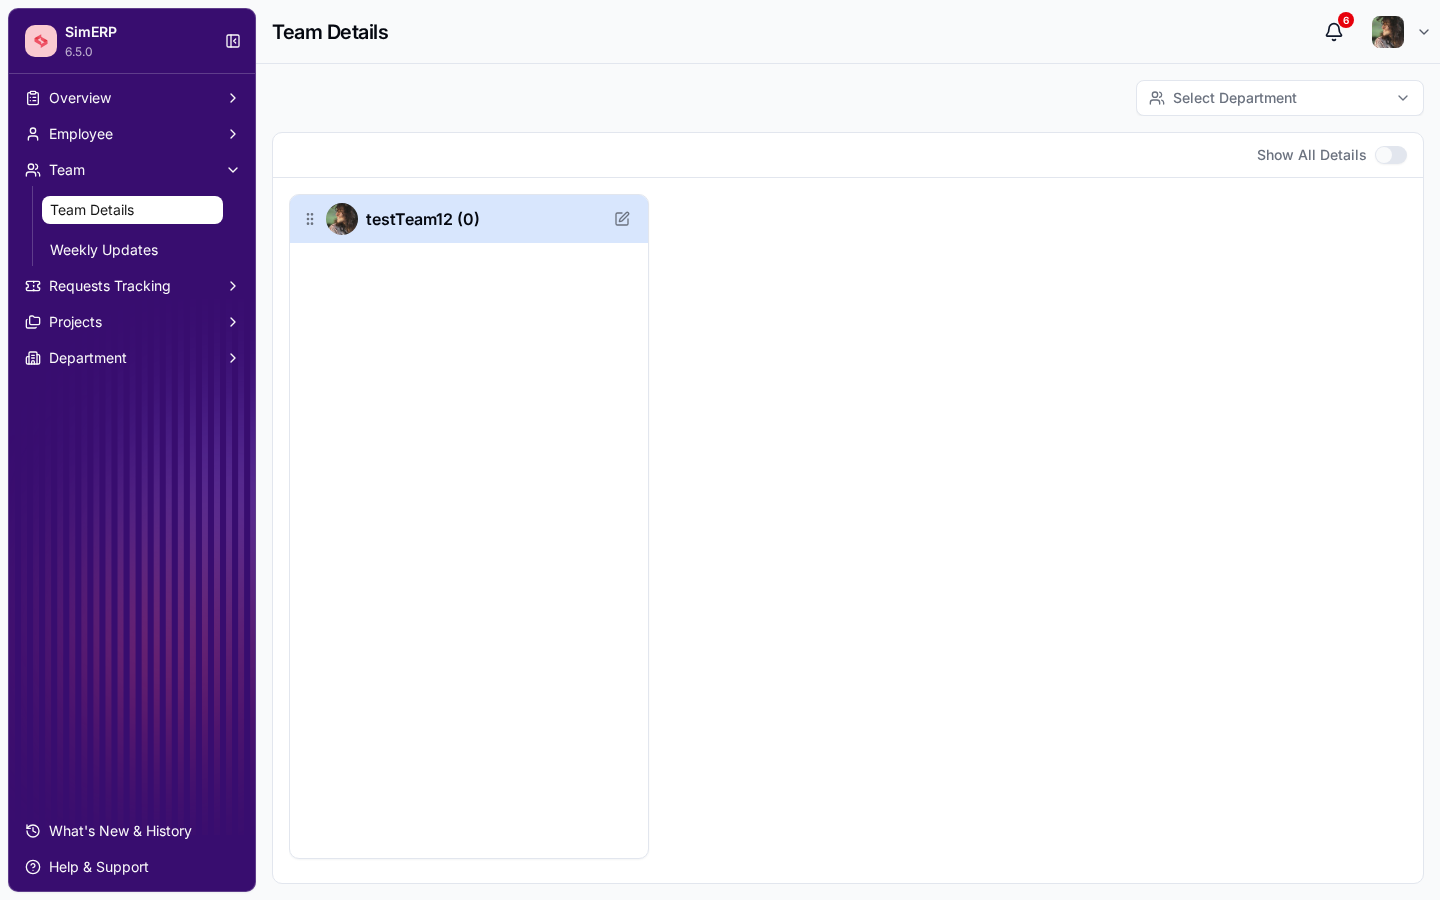 SimERP
6.5.0
Overview
Employee
Team
Team Details
Weekly Updates
Requests Tracking
Projects
Department
What's New & History
Help & Support
Team Details
6
Select Department
Show All Details
testTeam12 (0)